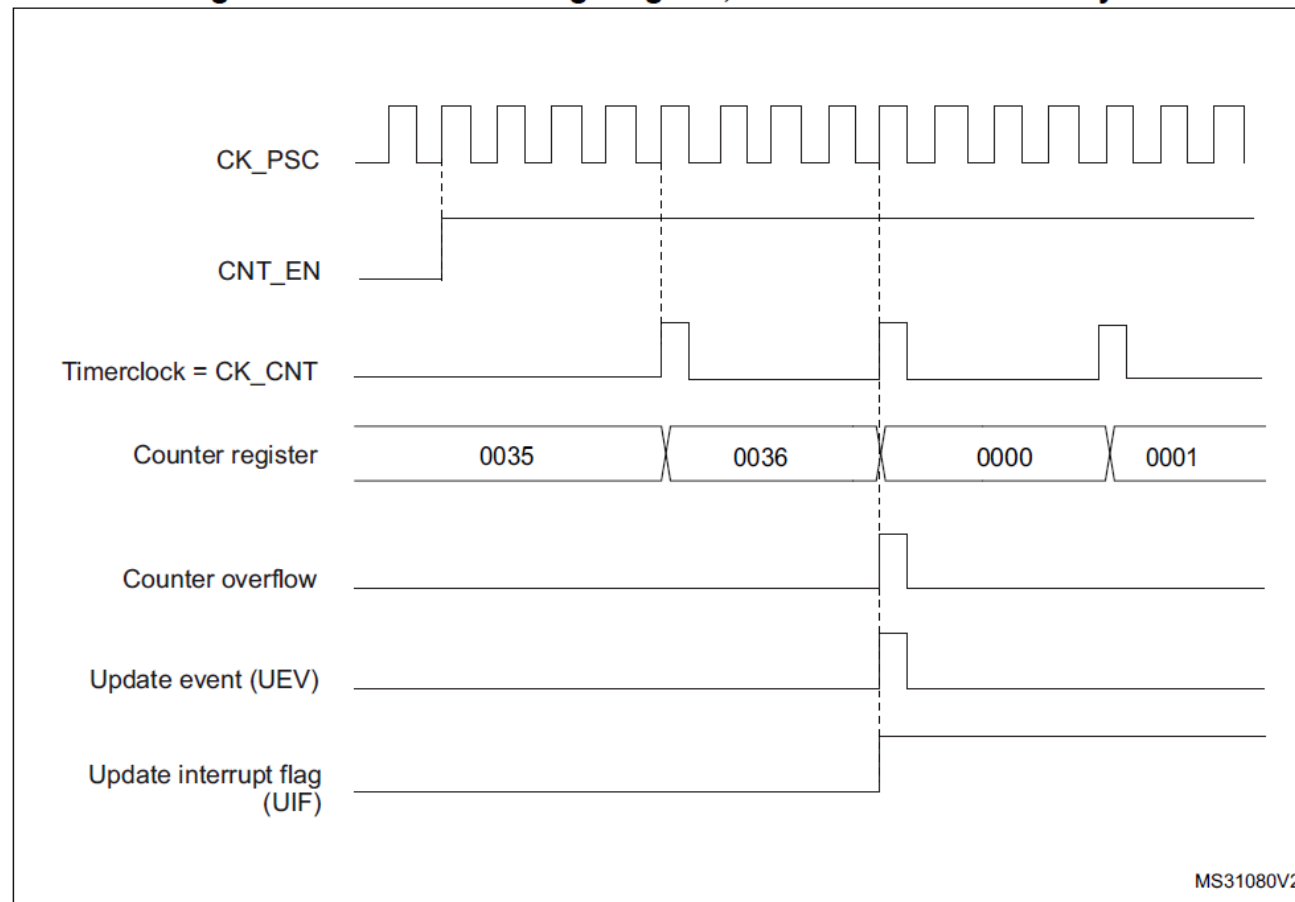 CK_PSC
CNT_EN
Timerclock = CK_CNT
Counter register
0035
0036
0000
0001
Counter overflow
Update event (UEV)
Update interrupt flag
(UIF)
MS31080V2